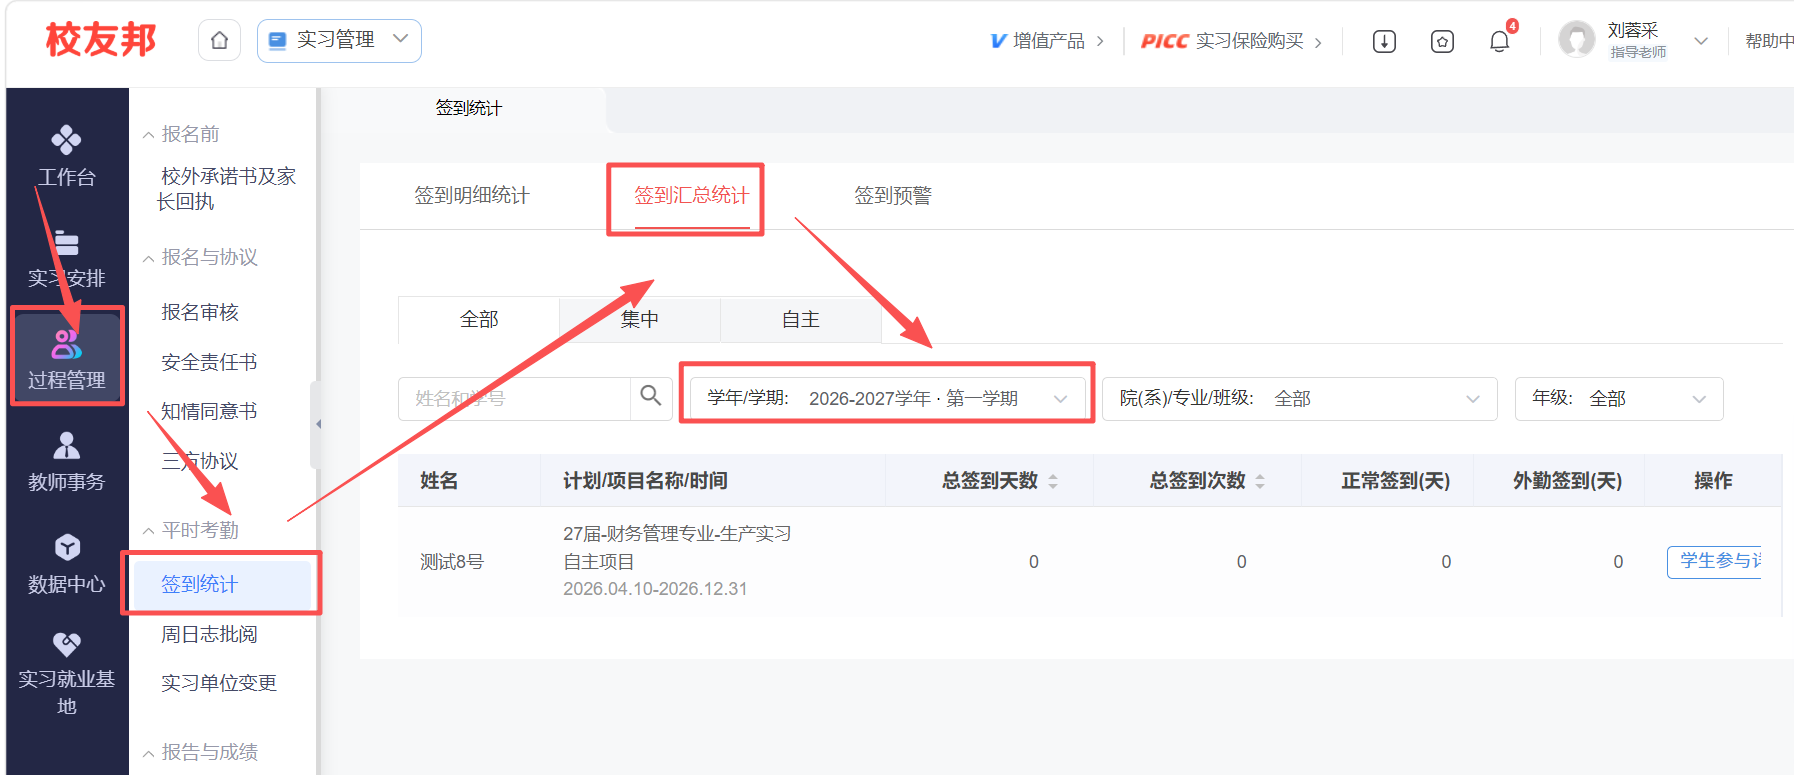 校友邦
实习管理
增值产品
PICC 实习保险购买
4
刘蓉采
指导老师
帮助中
工作台
实习安排
过程管理
教师事务
数据中心
实习就业基
地
报名前
校外承诺书及家
长回执
报名与协议
报名审核
安全责任书
知情同意书
三方协议
平时考勤
签到统计
周日志批阅
实习单位变更
报告与成绩
签到统计
签到明细统计
签到汇总统计
签到预警
全部
集中
自主
姓名和学号
学年/学期: 2026-2027学年 · 第一学期
院(系)/专业/班级: 全部
年级: 全部
姓名 计划/项目名称/时间 总签到天数 总签到次数 正常签到(天) 外勤签到(天) 操作
27届-财务管理专业-生产实习
测试8号 自主项目 0 0 0 0 学生参与详
2026.04.10-2026.12.31